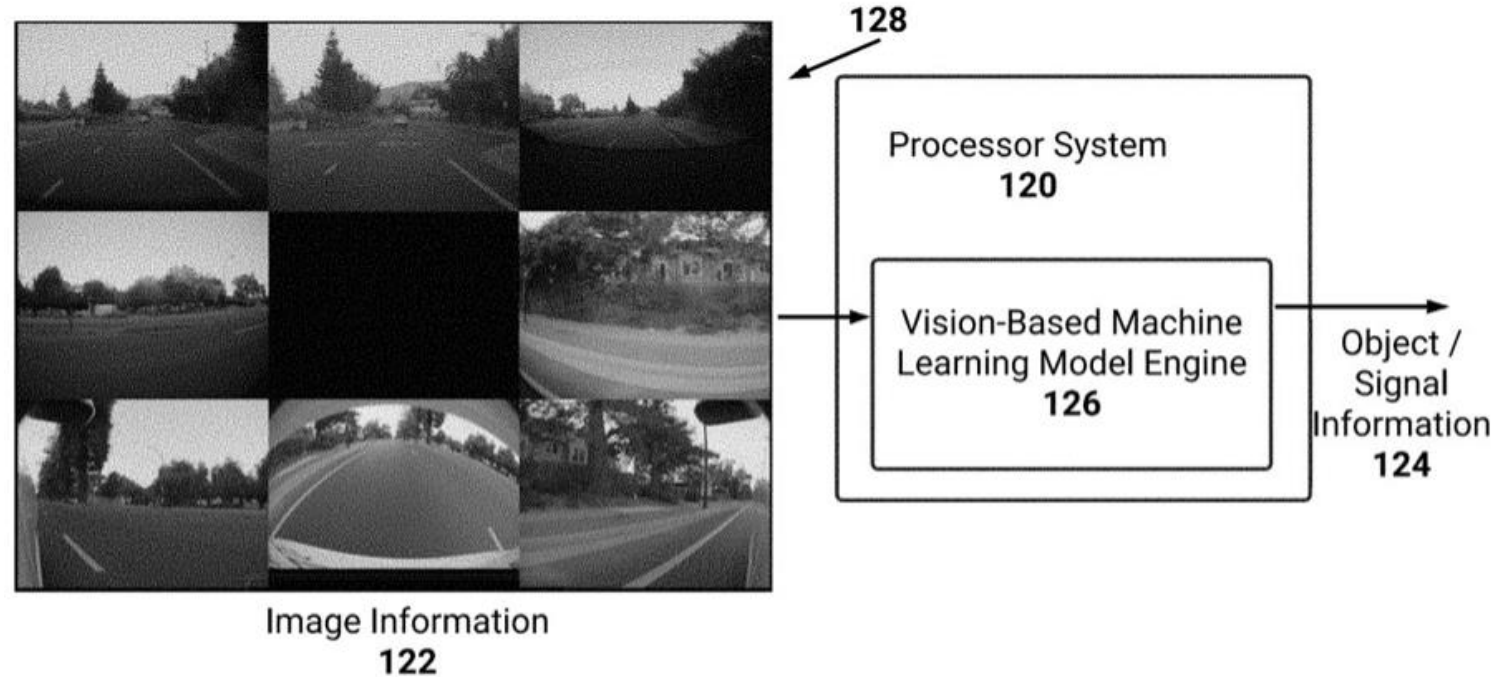 128
Processor System
120
Vision-Based Machine
Learning Model Engine
126
Object /
Signal
Information
124
Image Information
122